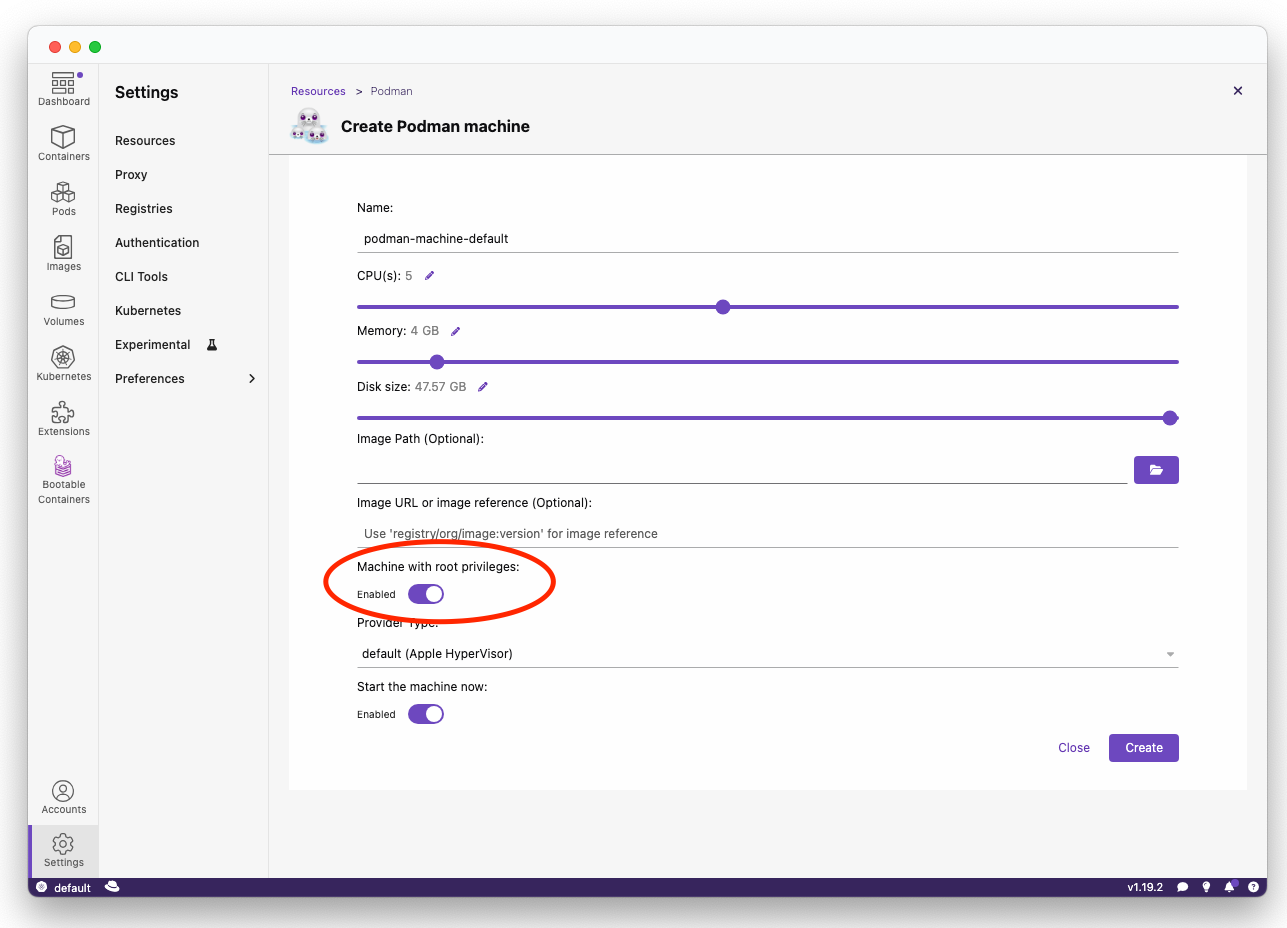 Dashboard
Containers
Pods
Images
Volumes
Kubernetes
Extensions
Bootable
Containers
Accounts
Settings
Settings
Resources
Proxy
Registries
Authentication
CLI Tools
Kubernetes
Experimental
Preferences
Resources > Podman
Create Podman machine
Name:
podman-machine-default
CPU(s): 5
Memory: 4 GB
Disk size: 47.57 GB
Image Path (Optional):
Image URL or image reference (Optional):
Use 'registry/org/image:version' for image reference
Machine with root privileges:
Enabled
Provider Type:
default (Apple HyperVisor)
Start the machine now:
Enabled
Close
Create
default
v1.19.2